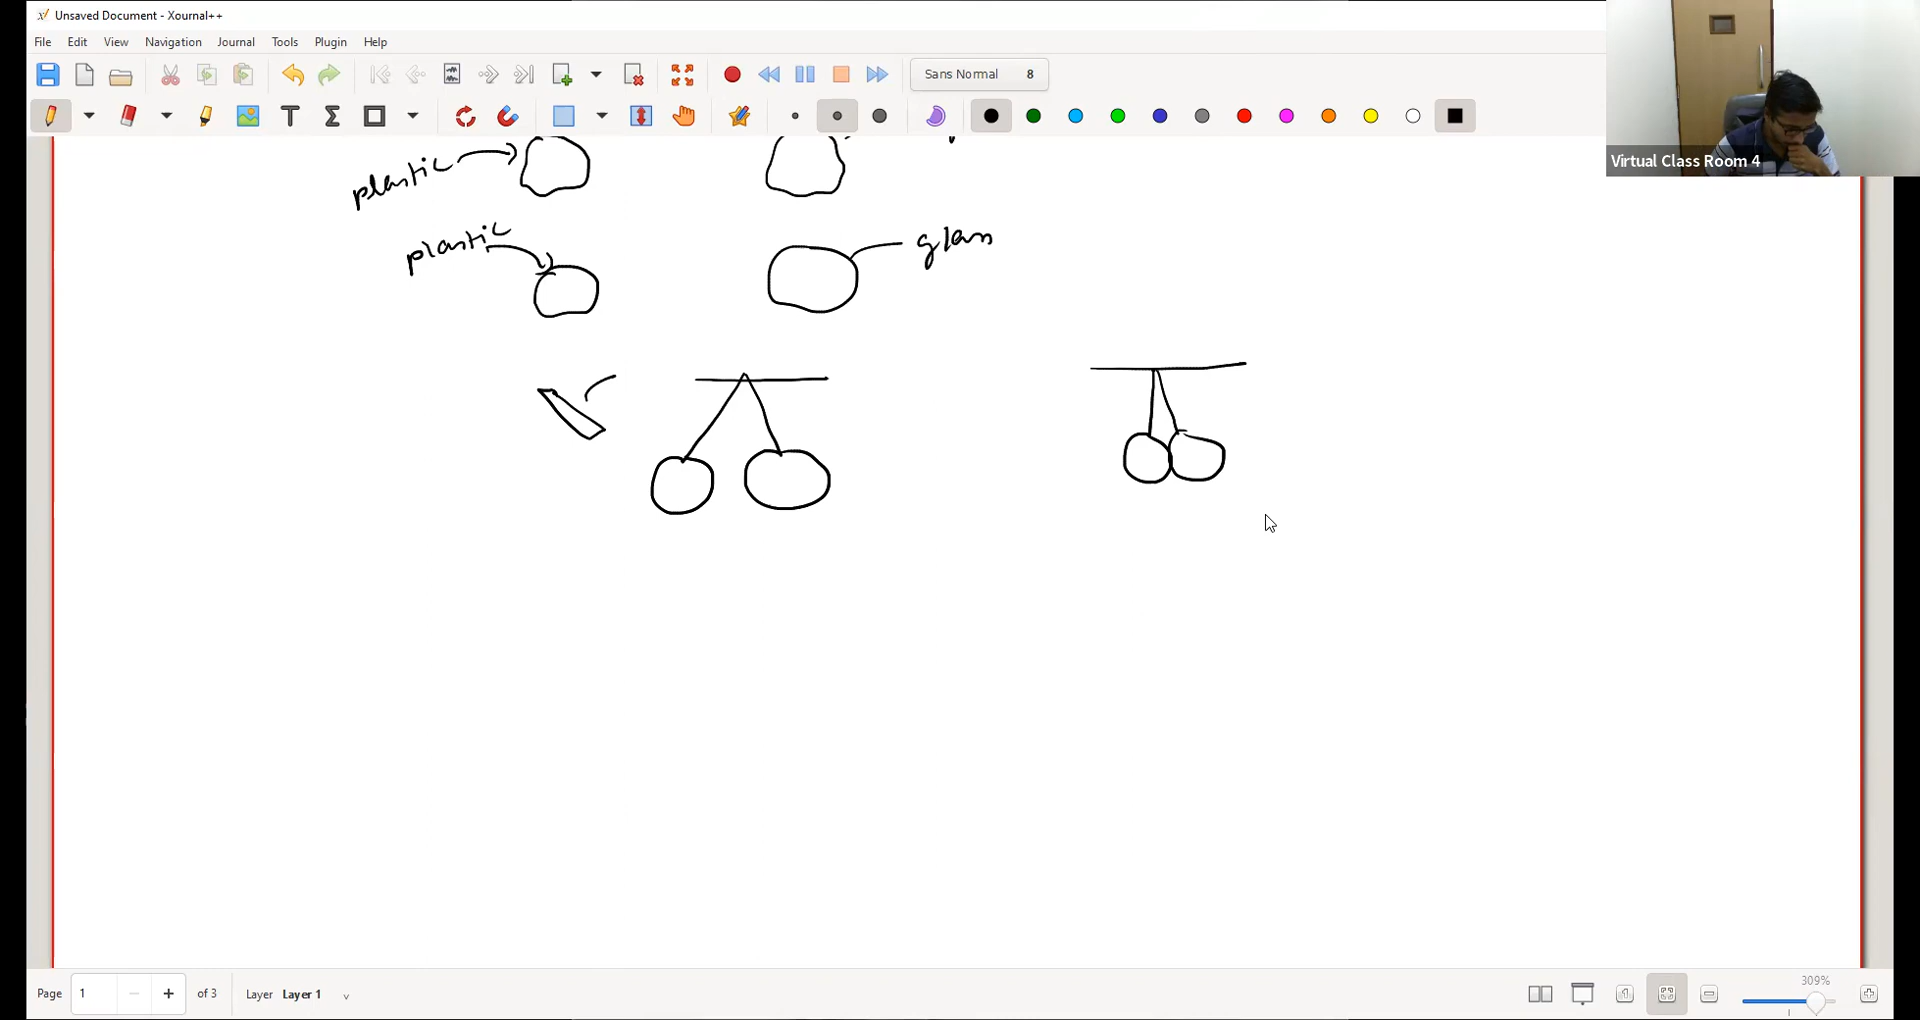 Unsaved Document - Xournal++
File Edit View Navigation Journal Tools Plugin Help
Sans Normal 8
Virtual Class Room 4
plastic
plastic
glass
Page 1 of 3 Layer Layer 1 309%